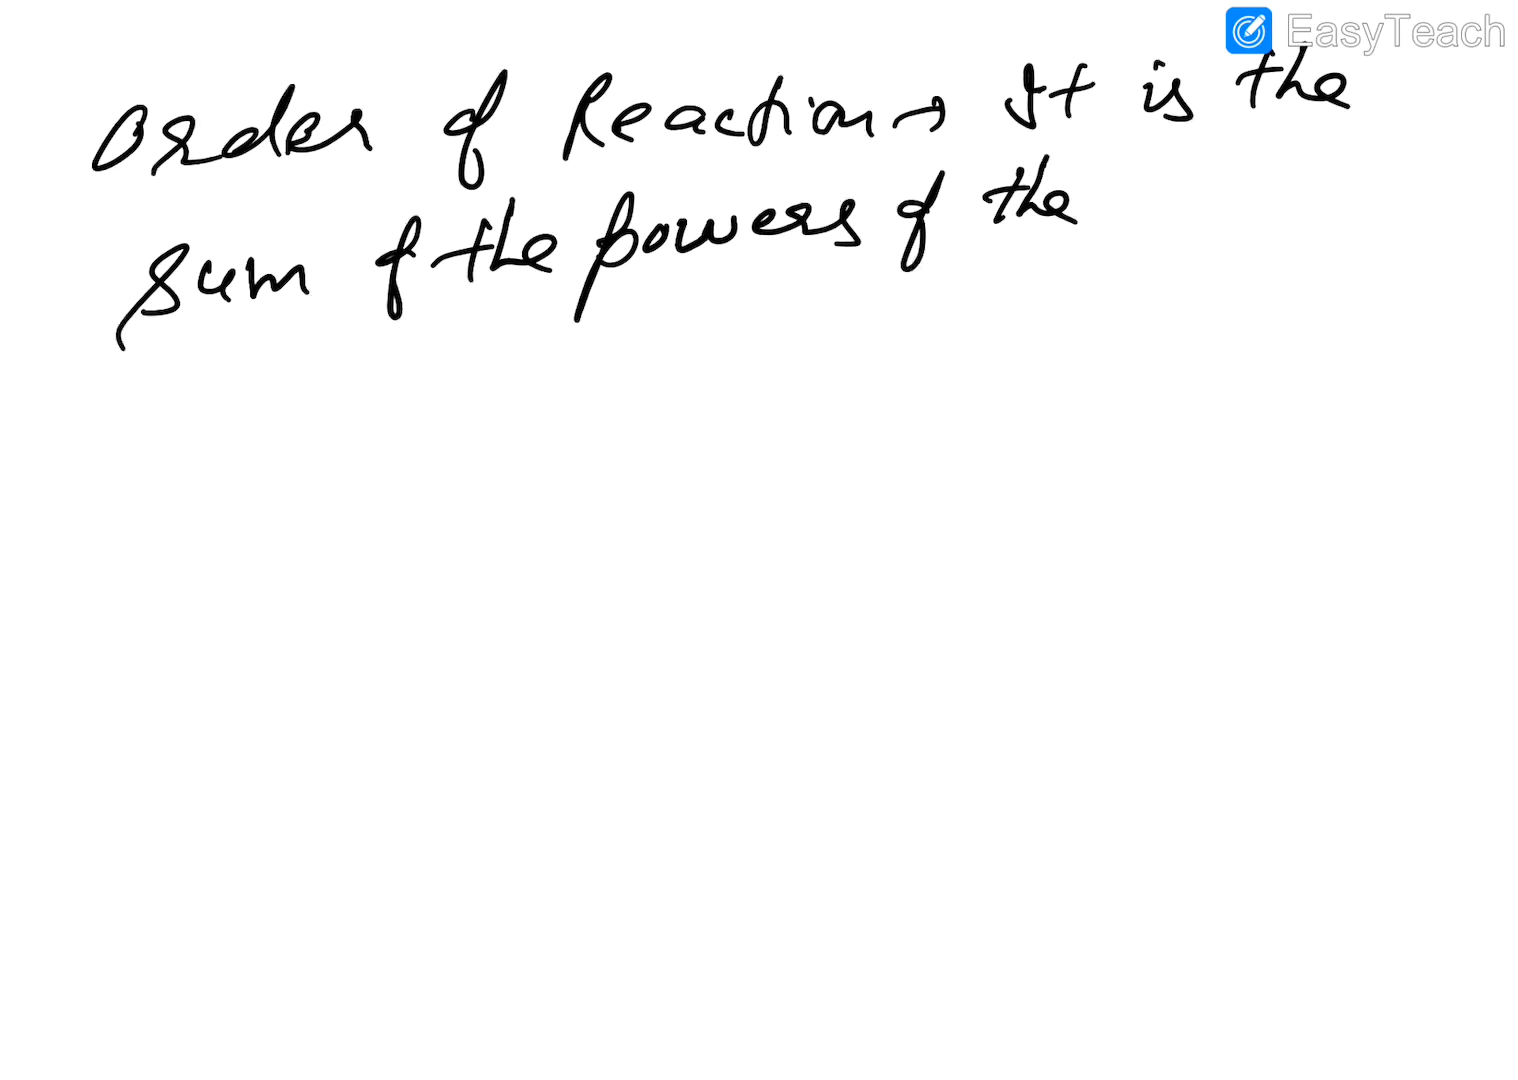 EasyTeach
Order of Reaction → It is the
sum of the powers of the